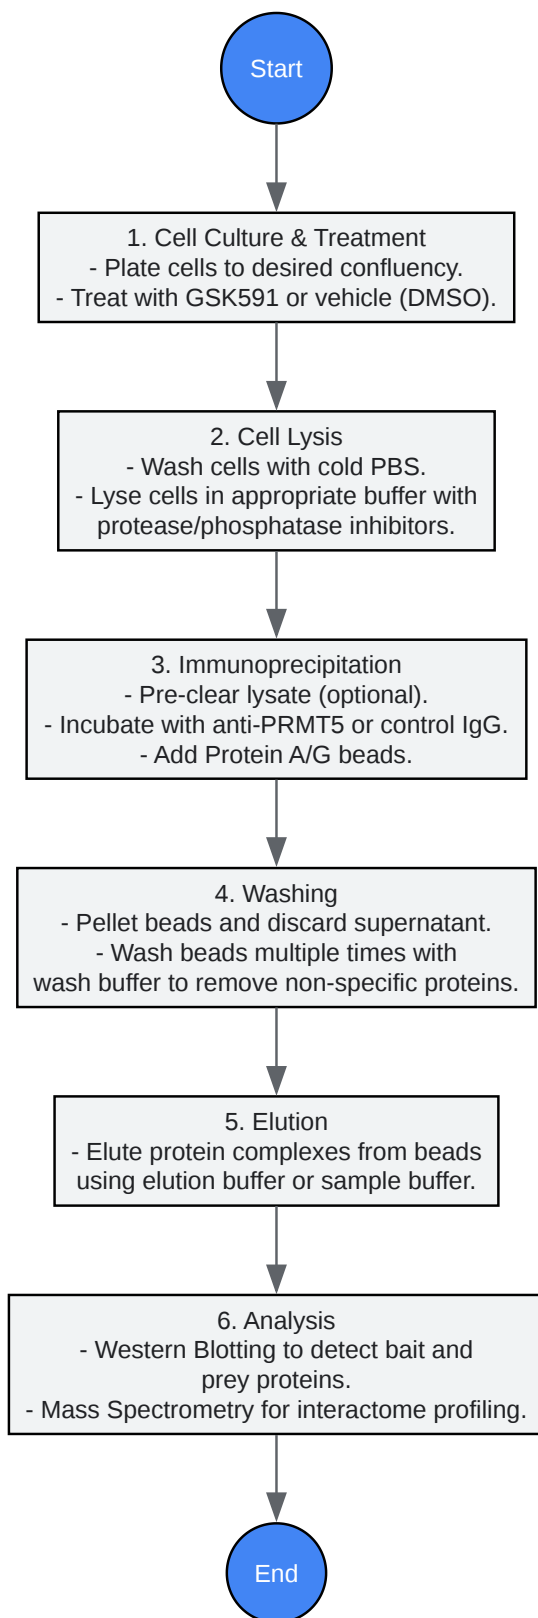 Start
1. Cell Culture & Treatment
- Plate cells to desired confluency.
- Treat with GSK591 or vehicle (DMSO).
2. Cell Lysis
- Wash cells with cold PBS.
- Lyse cells in appropriate buffer with
protease/phosphatase inhibitors.
3. Immunoprecipitation
- Pre-clear lysate (optional).
- Incubate with anti-PRMT5 or control IgG.
- Add Protein A/G beads.
4. Washing
- Pellet beads and discard supernatant.
- Wash beads multiple times with
wash buffer to remove non-specific proteins.
5. Elution
- Elute protein complexes from beads
using elution buffer or sample buffer.
6. Analysis
- Western Blotting to detect bait and
prey proteins.
- Mass Spectrometry for interactome profiling.
End